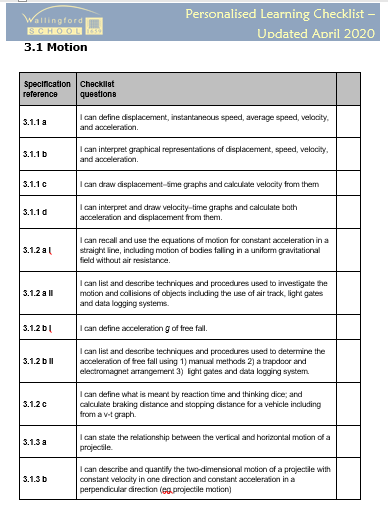 Wallingford
SCHOOL
Personalised Learning Checklist –
Updated April 2020
3.1 Motion
Specification
reference
Checklist
questions
3.1.1 a
I can define displacement, instantaneous speed, average speed, velocity,
and acceleration.
3.1.1 b
I can interpret graphical representations of displacement, speed, velocity,
and acceleration.
3.1.1 c
I can draw displacement–time graphs and calculate velocity from them
3.1.1 d
I can interpret and draw velocity–time graphs and calculate both
acceleration and displacement from them.
3.1.2 a i
I can recall and use the equations of motion for constant acceleration in a
straight line, including motion of bodies falling in a uniform gravitational
field without air resistance.
3.1.2 a ii
I can list and describe techniques and procedures used to investigate the
motion and collisions of objects including the use of air track, light gates
and data logging systems.
3.1.2 b i
I can define acceleration g of free fall.
3.1.2 b ii
I can list and describe techniques and procedures used to determine the
acceleration of free fall using 1) manual methods 2) a trapdoor and
electromagnet arrangement 3) light gates and data logging system.
3.1.2 c
I can define what is meant by reaction time and thinking dice; and
calculate braking distance and stopping distance for a vehicle including
from a v-t graph.
3.1.3 a
I can state the relationship between the vertical and horizontal motion of a
projectile.
3.1.3 b
I can describe and quantify the two-dimensional motion of a projectile with
constant velocity in one direction and constant acceleration in a
perpendicular direction (eg projectile motion)